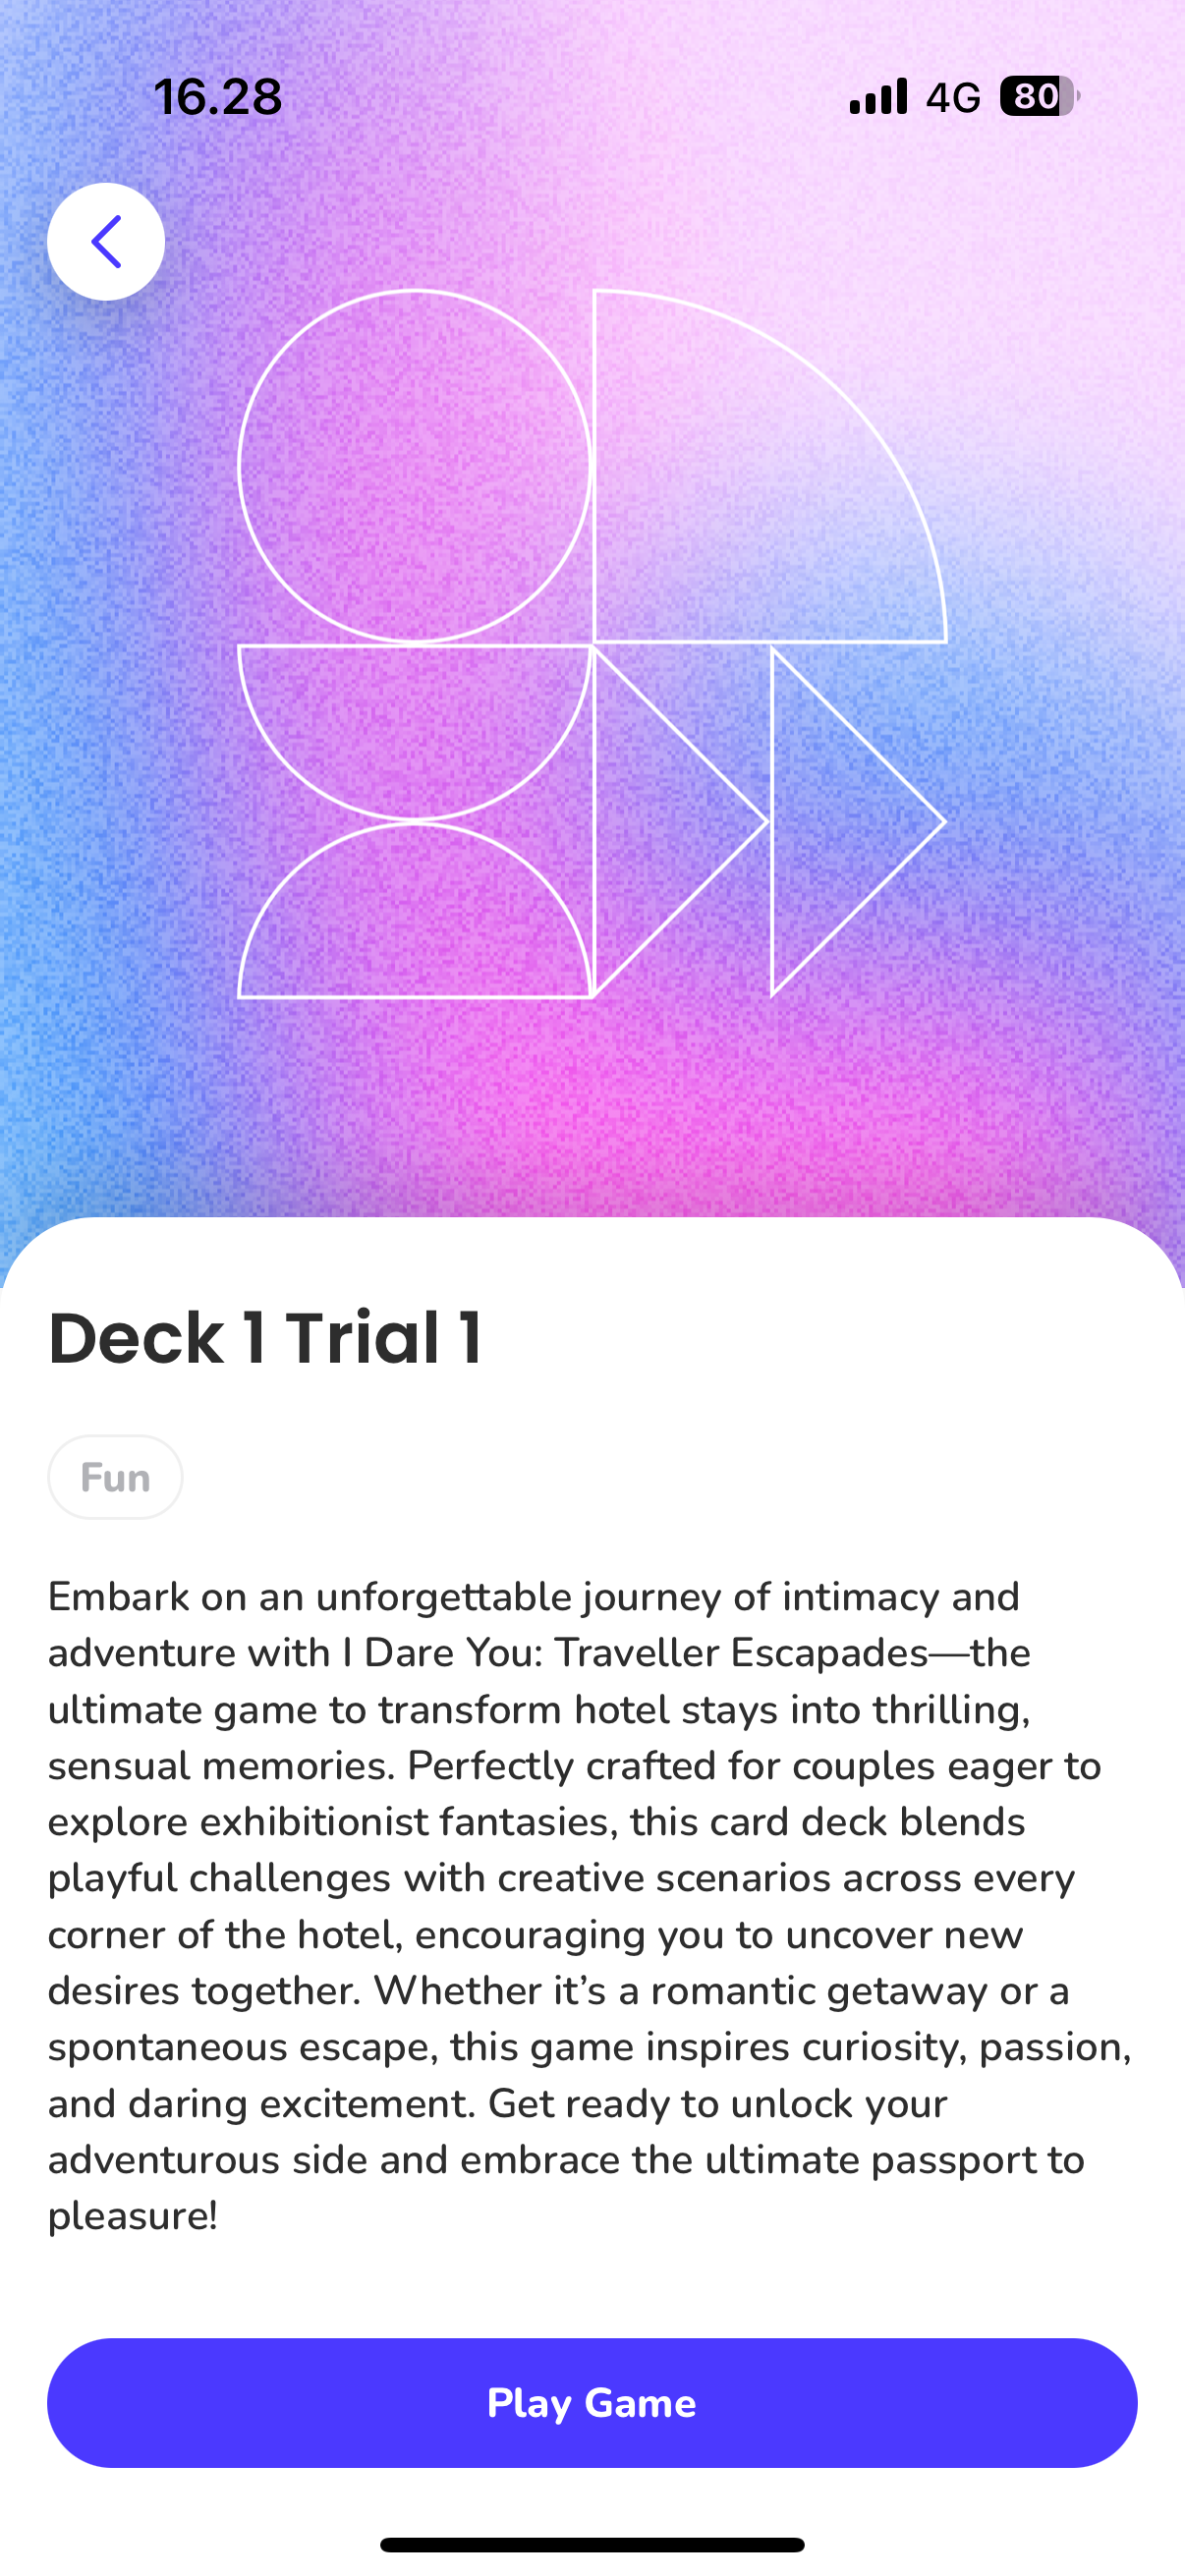 16.28
4G 80
Deck 1 Trial 1
Fun
Embark on an unforgettable journey of intimacy and
adventure with I Dare You: Traveller Escapades—the
ultimate game to transform hotel stays into thrilling,
sensual memories. Perfectly crafted for couples eager to
explore exhibitionist fantasies, this card deck blends
playful challenges with creative scenarios across every
corner of the hotel, encouraging you to uncover new
desires together. Whether it’s a romantic getaway or a
spontaneous escape, this game inspires curiosity, passion,
and daring excitement. Get ready to unlock your
adventurous side and embrace the ultimate passport to
pleasure!
Play Game